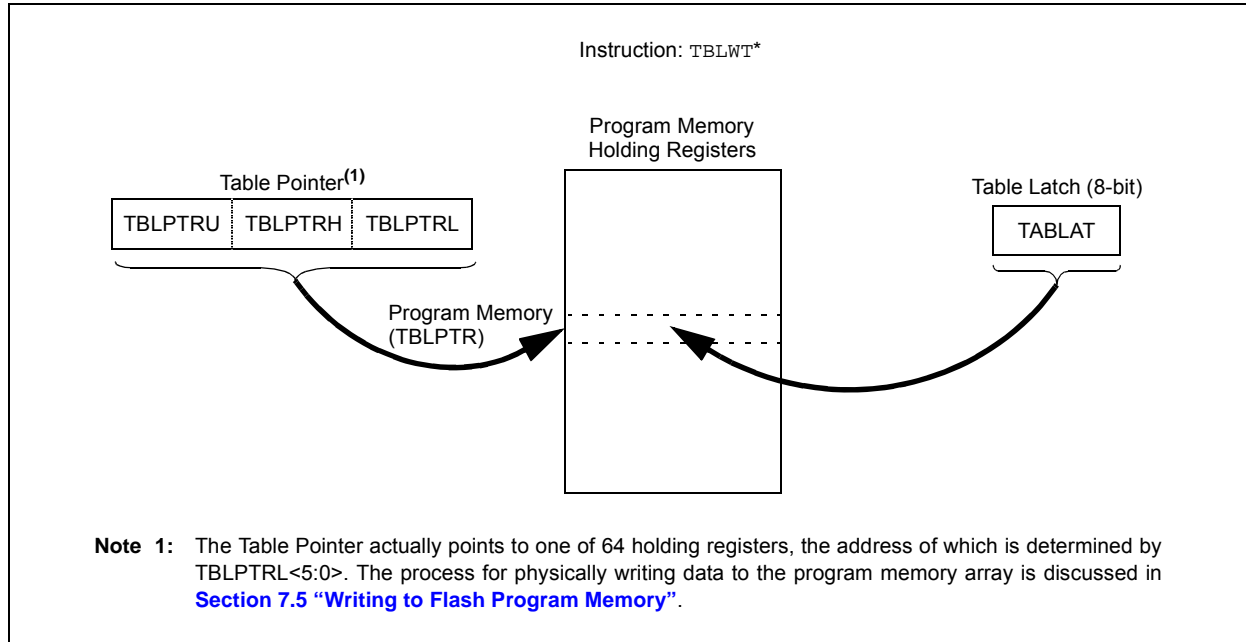 Instruction: TBLWT*
Program Memory
Holding Registers
Table Pointer(1)
Table Latch (8-bit)
TBLPTRU TBLPTRH TBLPTRL
TABLAT
Program Memory
(TBLPTR)
Note 1: The Table Pointer actually points to one of 64 holding registers, the address of which is determined by
TBLPTRL<5:0>. The process for physically writing data to the program memory array is discussed in
Section 7.5 “Writing to Flash Program Memory”.